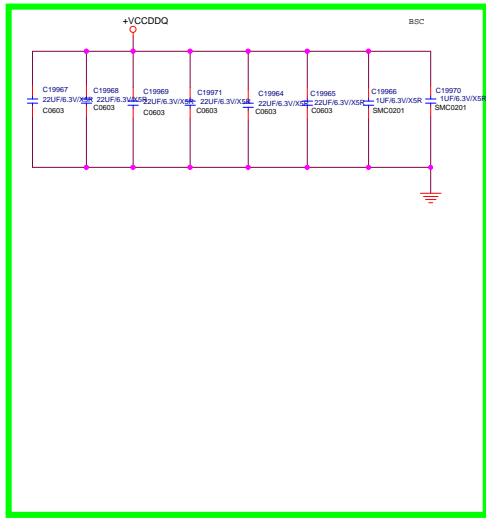 +VCCDDQ
BSC
C19967
22UF/6.3V/X5R
C0603
C19968
22UF/6.3V/X5R
C0603
C19969
22UF/6.3V/X5R
C0603
C19971
22UF/6.3V/X5R
C0603
C19964
22UF/6.3V/X5R
C0603
C19965
22UF/6.3V/X5R
C0603
C19966
1UF/6.3V/X5R
SMC0201
C19970
1UF/6.3V/X5R
SMC0201